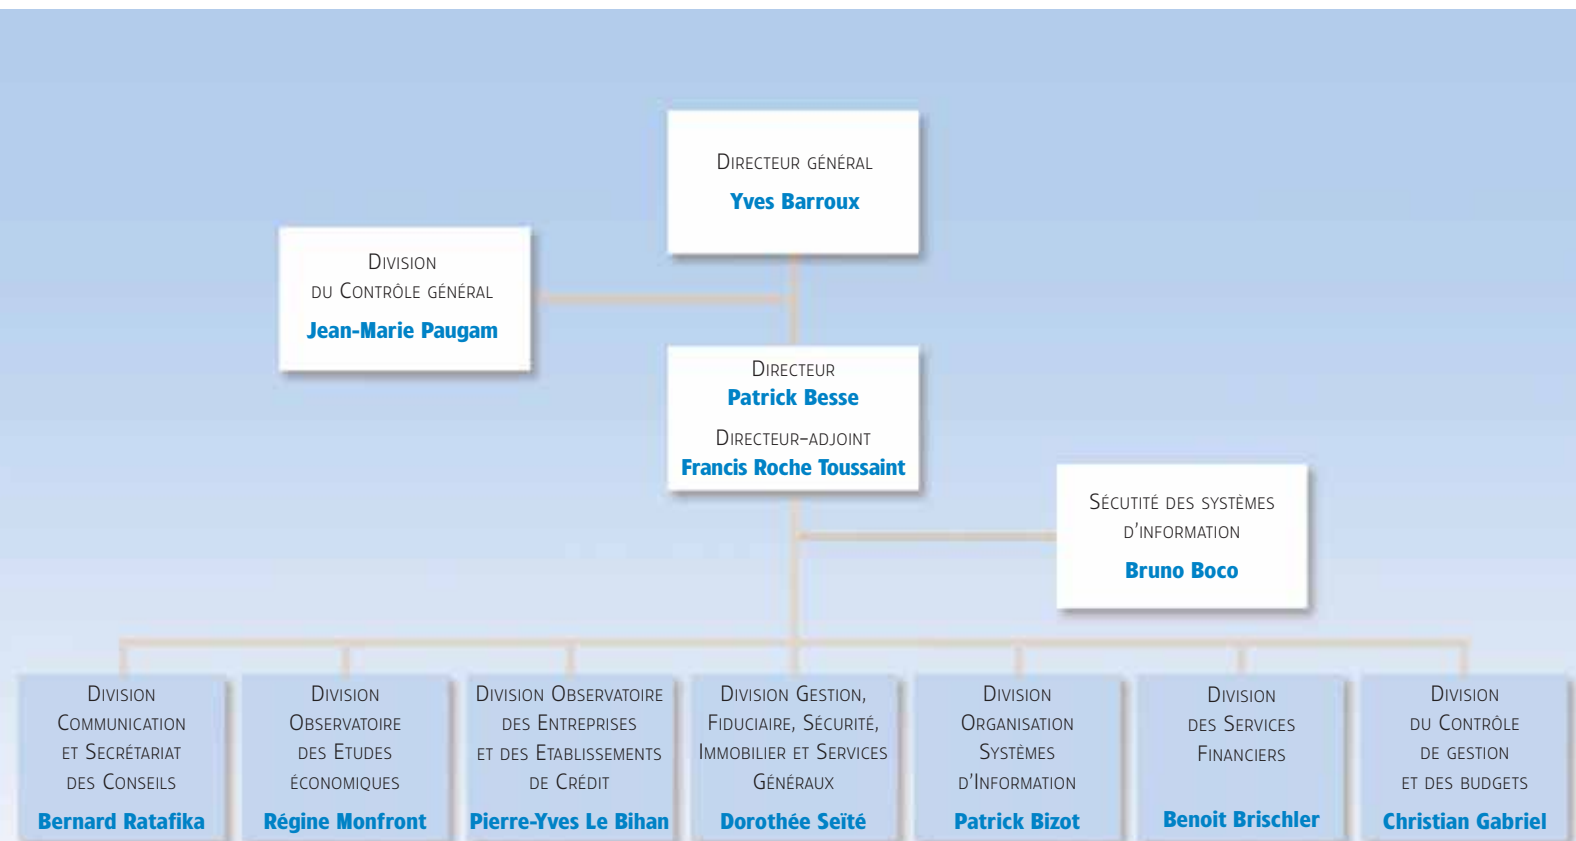 Directeur général
Yves Barroux
Division
du Contrôle général
Jean-Marie Paugam
Directeur
Patrick Besse
Directeur-adjoint
Francis Roche Toussaint
Sécutité des systèmes
d'information
Bruno Boco
Division
Communication
et Secrétariat
des Conseils
Bernard Ratafika
Division
Observatoire
des Etudes
économiques
Régine Monfront
Division Observatoire
des Entreprises
et des Etablissements
de Crédit
Pierre-Yves Le Bihan
Division Gestion,
Fiduciaire, Sécurité,
Immobilier et Services
Généraux
Dorothée Seïté
Division
Organisation
Systèmes
d'Information
Patrick Bizot
Division
des Services
Financiers
Benoit Brischler
Division
du Contrôle
de gestion
et des budgets
Christian Gabriel